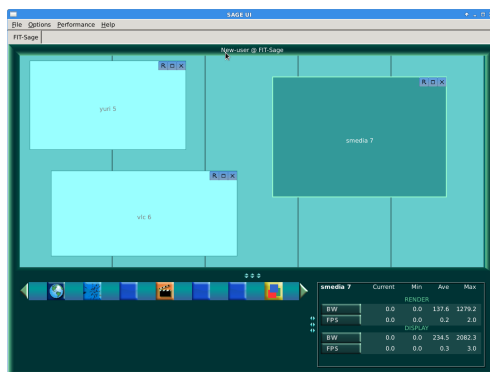 SAGE UI
File Options Performance Help
FIT-Sage
New-user @ FIT-Sage
R
yuri 5
R
smedia 7
R
vlc 6
smedia 7 Current Min Ave Max
RENDER
BW 0.0 0.0 137.6 1279.2
FPS 0.0 0.0 0.2 2.0
DISPLAY
BW 0.0 0.0 234.5 2082.3
FPS 0.0 0.0 0.3 3.0